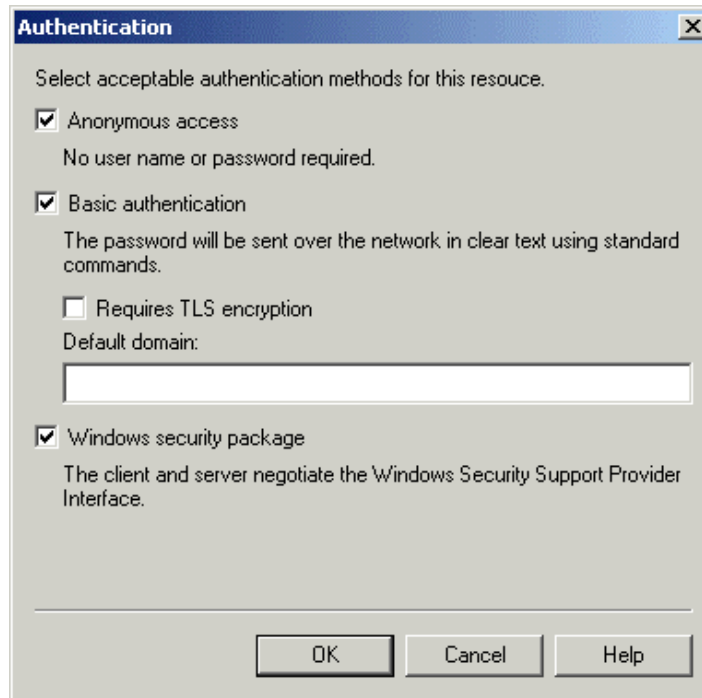 Authentication
Select acceptable authentication methods for this resouce.
Anonymous access
No user name or password required.
Basic authentication
The password will be sent over the network in clear text using standard
commands.
Requires TLS encryption
Default domain:
Windows security package
The client and server negotiate the Windows Security Support Provider
Interface.
OK Cancel Help